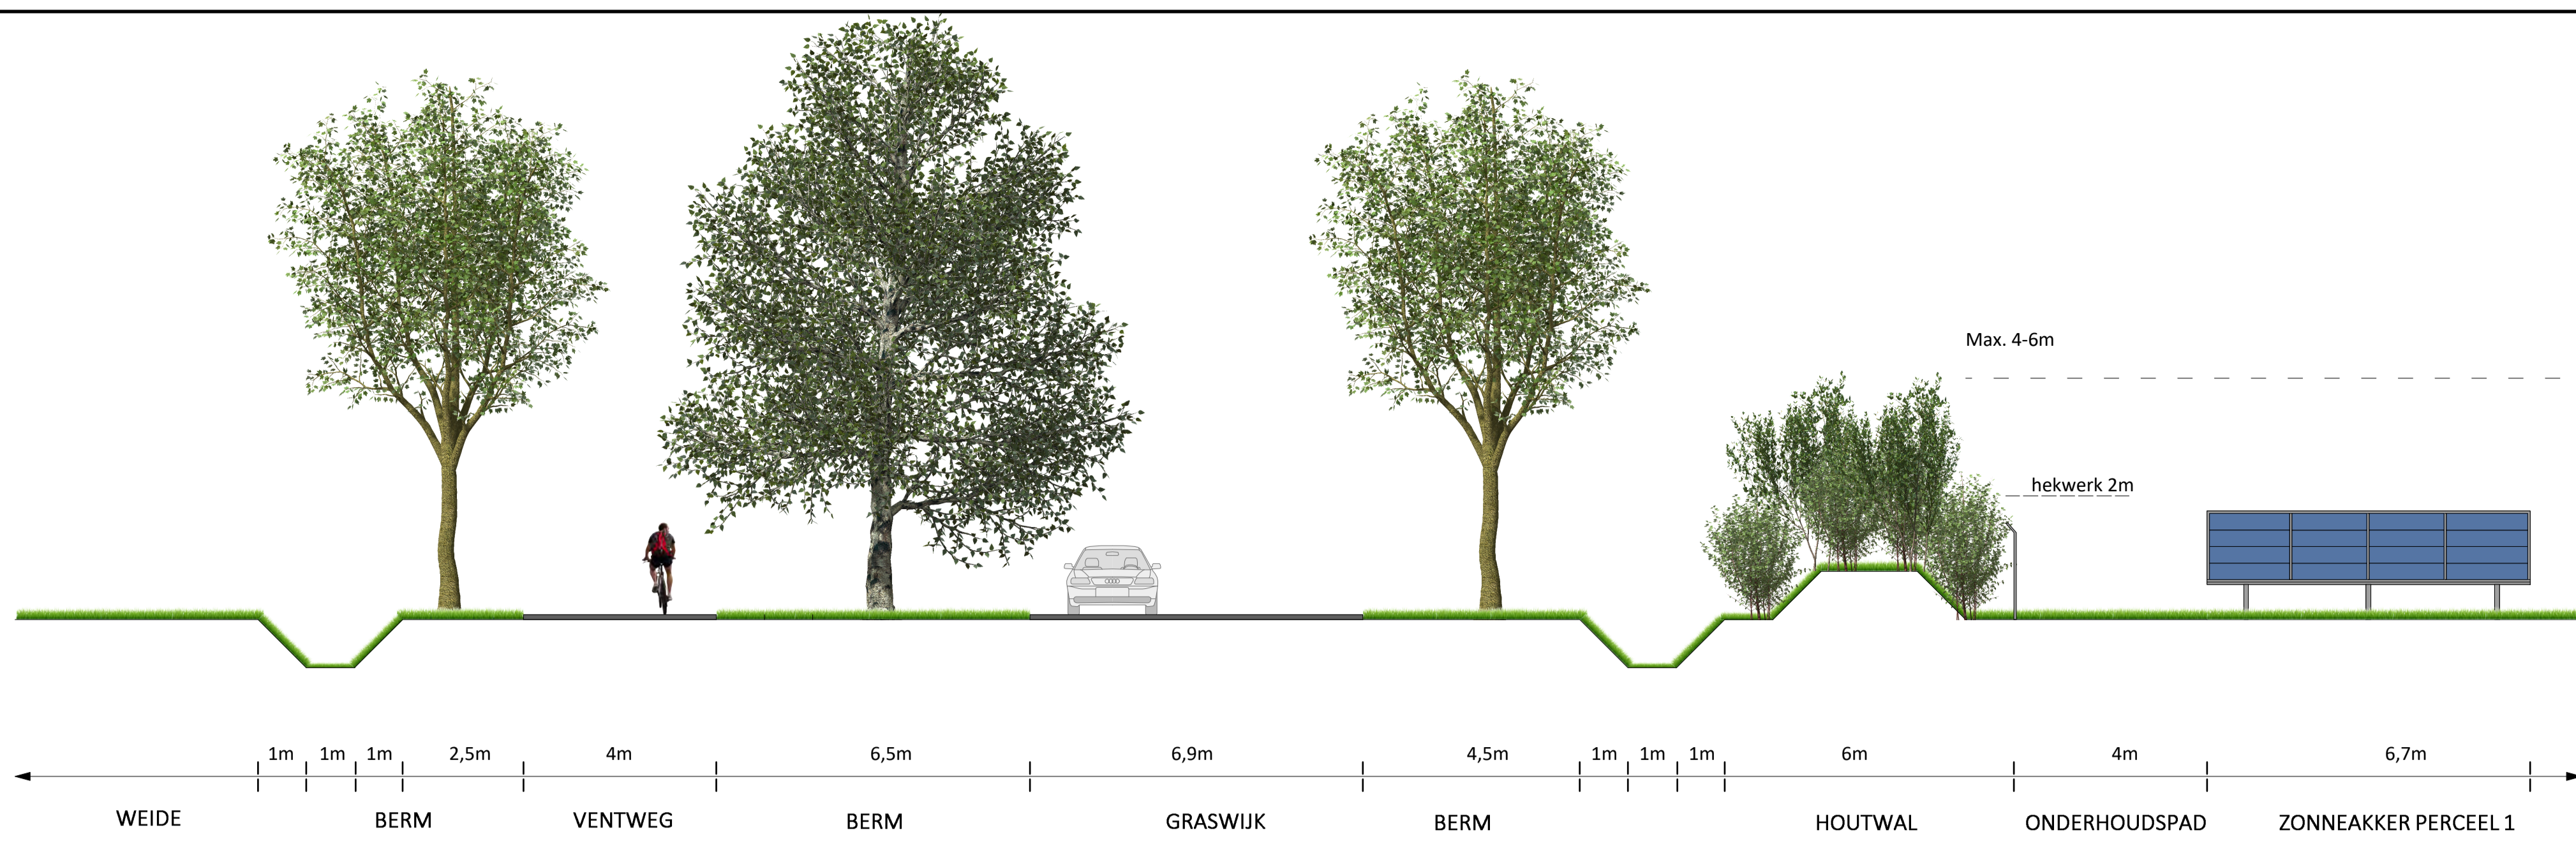 Max. 4-6m
hekwerk 2m
1m 1m 1m 2,5m 4m 6,5m 6,9m 4,5m 1m 1m 1m 6m 4m 6,7m
WEIDE BERM VENTWEG BERM GRASWIJK BERM HOUTWAL ONDERHOUDSPAD ZONNEAKKER PERCEEL 1